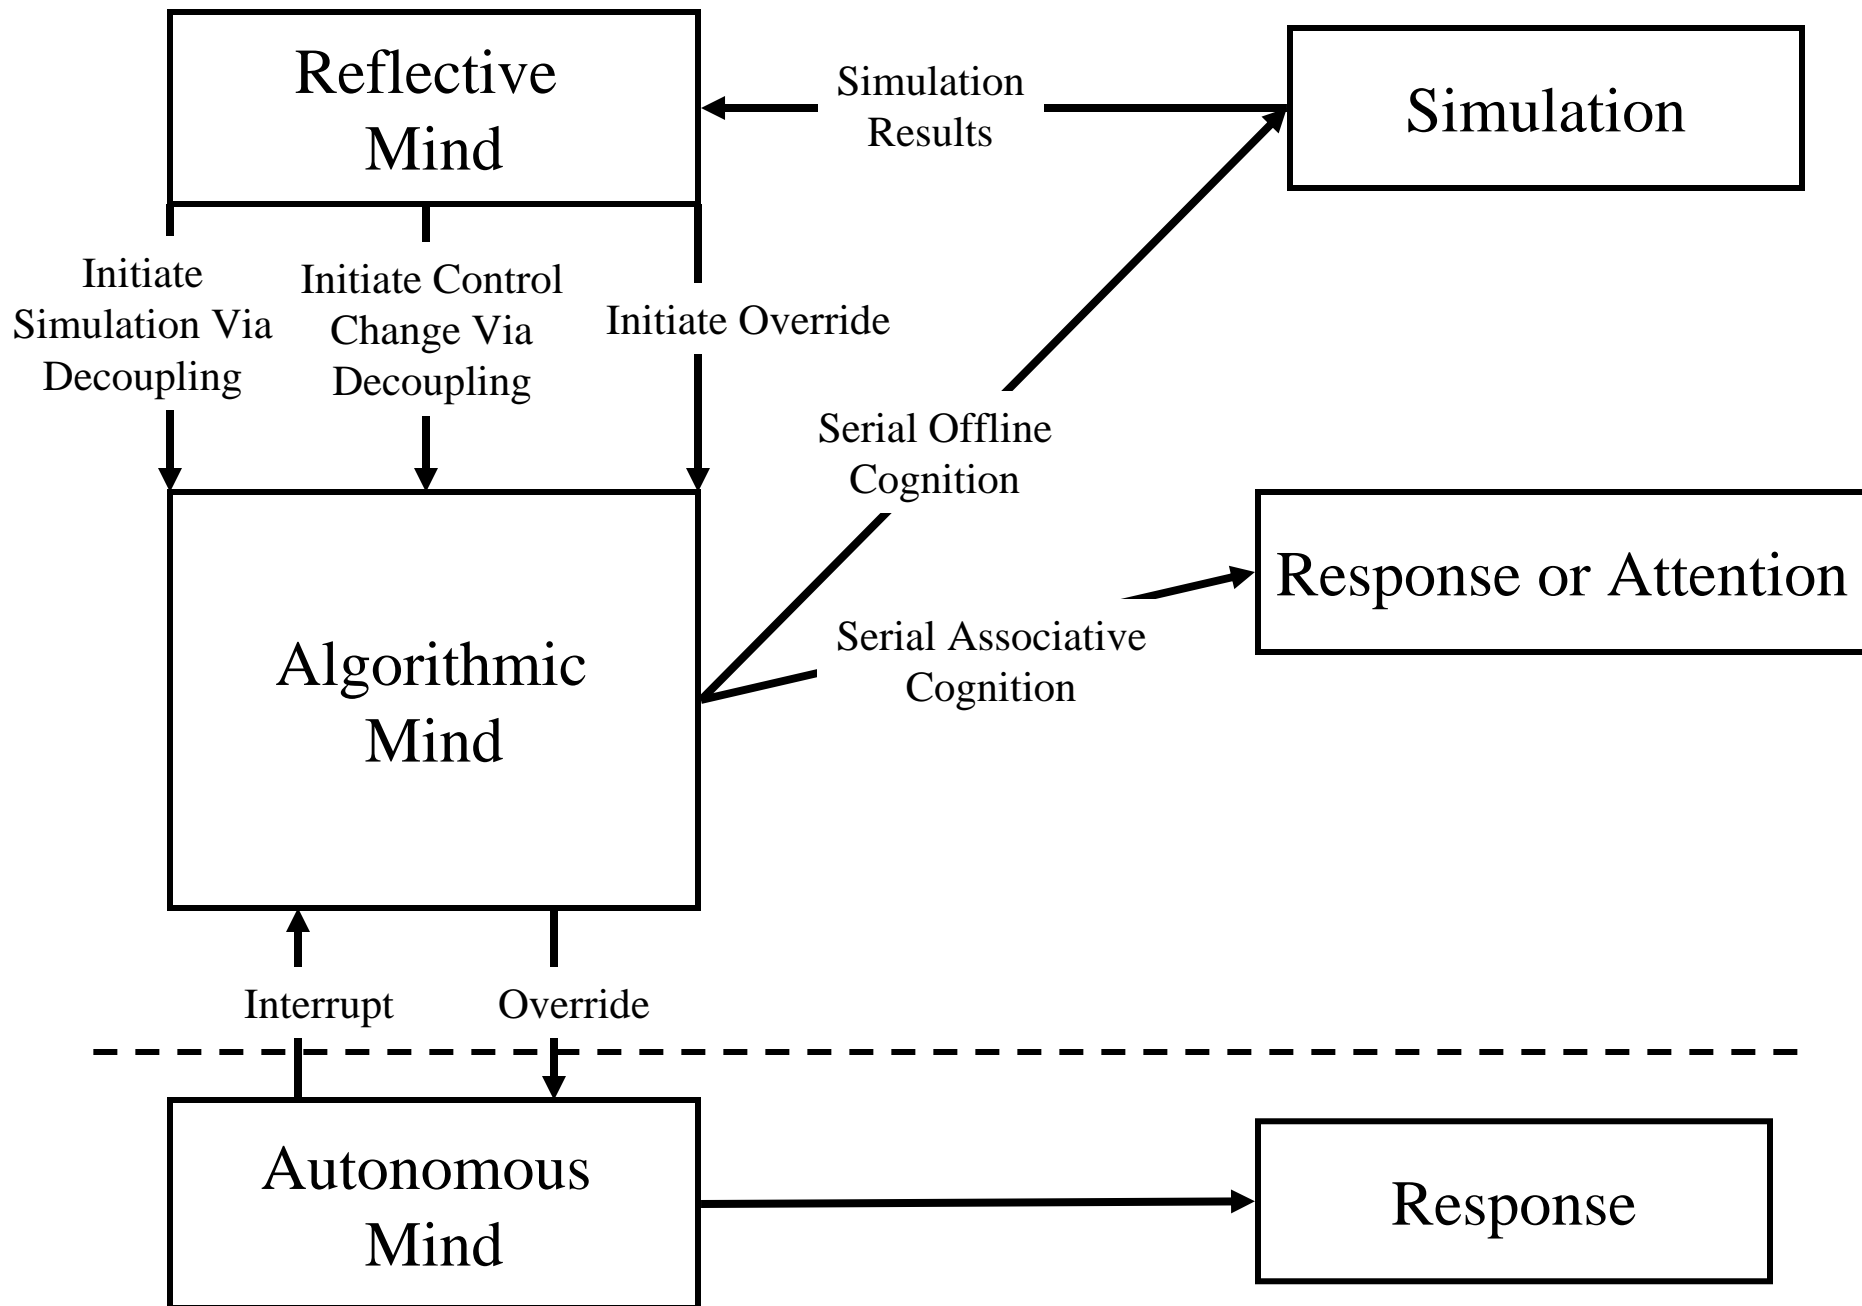 Reflective
Mind
Simulation
Results
Simulation
Initiate
Simulation Via
Decoupling
Initiate Control
Change Via
Decoupling
Initiate Override
Serial Offline
Cognition
Response or Attention
Serial Associative
Cognition
Algorithmic
Mind
Interrupt
Override
Autonomous
Mind
Response